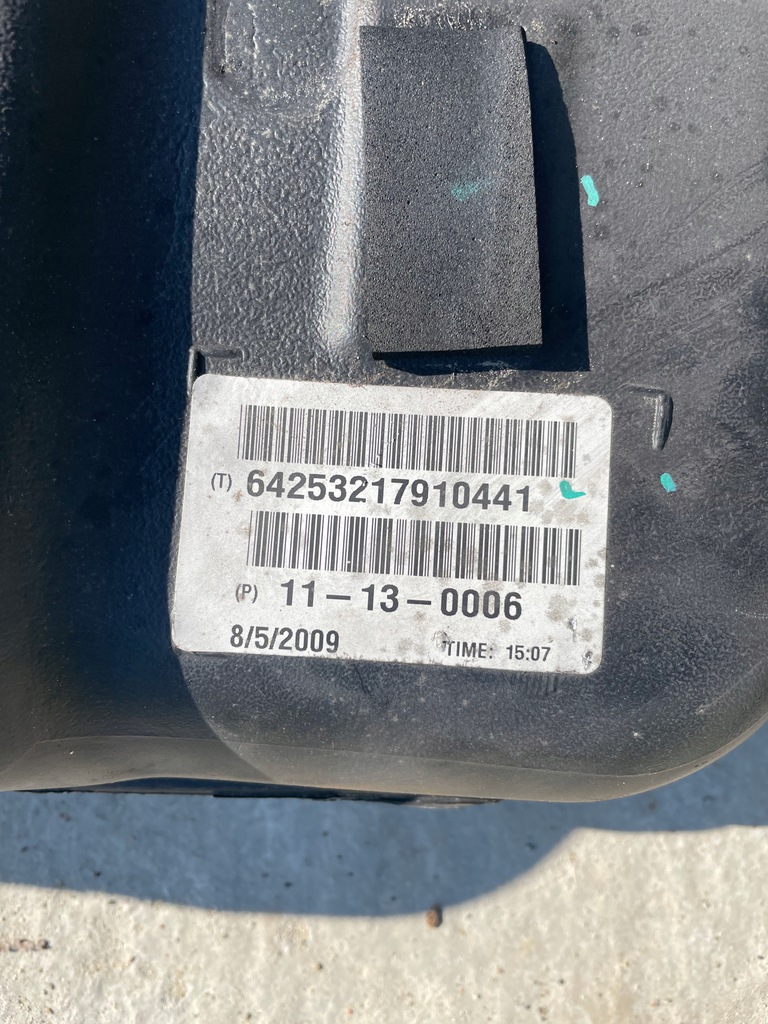 (T) 64253217910441
(P) 11-13-0006
8/5/2009 TIME: 15:07